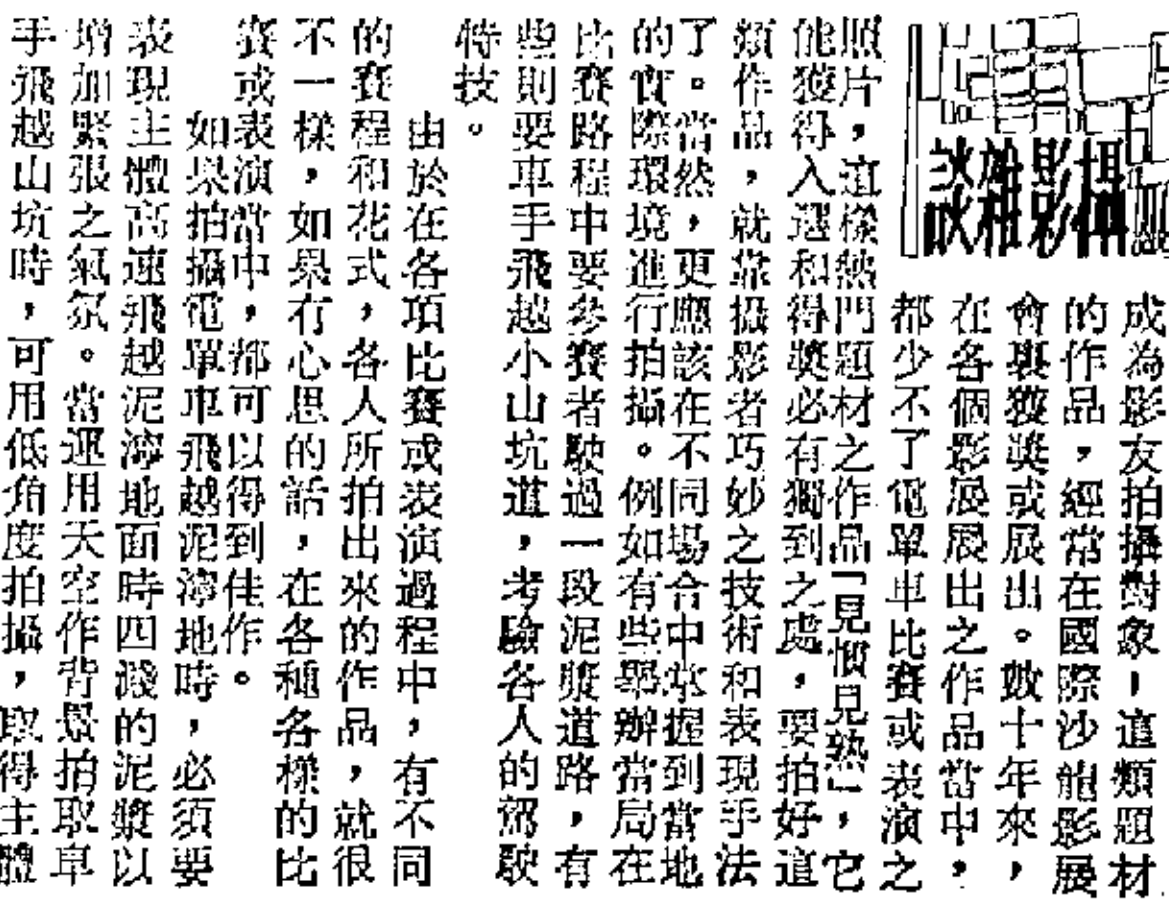 攝影雜談
成為影友拍攝對象，這類題材
的作品，經常在國際沙龍影展
會裏獲獎或展出。數十年來，
在各個影展展出之作品當中，
都少不了電單車比賽或表演之
照片，這樣熱門題材之作品「見慣見熟」，它
能獲得入選和得獎必有獨到之處，要拍好這
類作品，就靠攝影者巧妙之技術和表現手法
了。當然，更應該在不同場合中掌握到當地
的實際環境進行拍攝。例如有些舉辦當局在
比賽路程中要參賽者駛過一段泥漿道路，有
些則要車手飛越小山坑道，考驗各人的駕駛
特技。
由於在各項比賽或表演過程中，有不同
的賽程和花式，各人所拍出來的作品，就很
不一樣，如果有心思的話，在各種各樣的比
賽或表演當中，都可以得到佳作。
如果拍攝電單車飛越泥濘地時，必須要
表現主體高速飛越泥濘地面時四濺的泥漿以
增加緊張之氣氛。當運用天空作背景拍取車
手飛越山坑時，可用低角度拍攝，取得主體